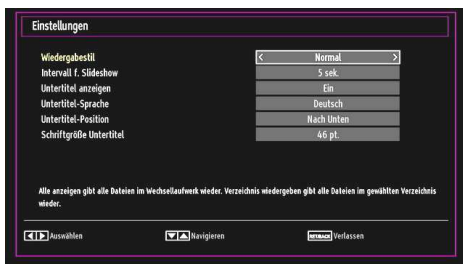 Einstellungen
Wiedergabestil < Normal >
Intervall f. Slideshow 5 sek.
Untertitel anzeigen Ein
Untertitel-Sprache Deutsch
Untertitel-Position Nach Unten
Schriftgröße Untertitel 46 pt.
Alle anzeigen gibt alle Dateien im Wechsellaufwerk wieder. Verzeichnis wiedergeben gibt alle Dateien im gewählten Verzeichnis
wieder.
Auswählen Navigieren RET/BACK Verlassen